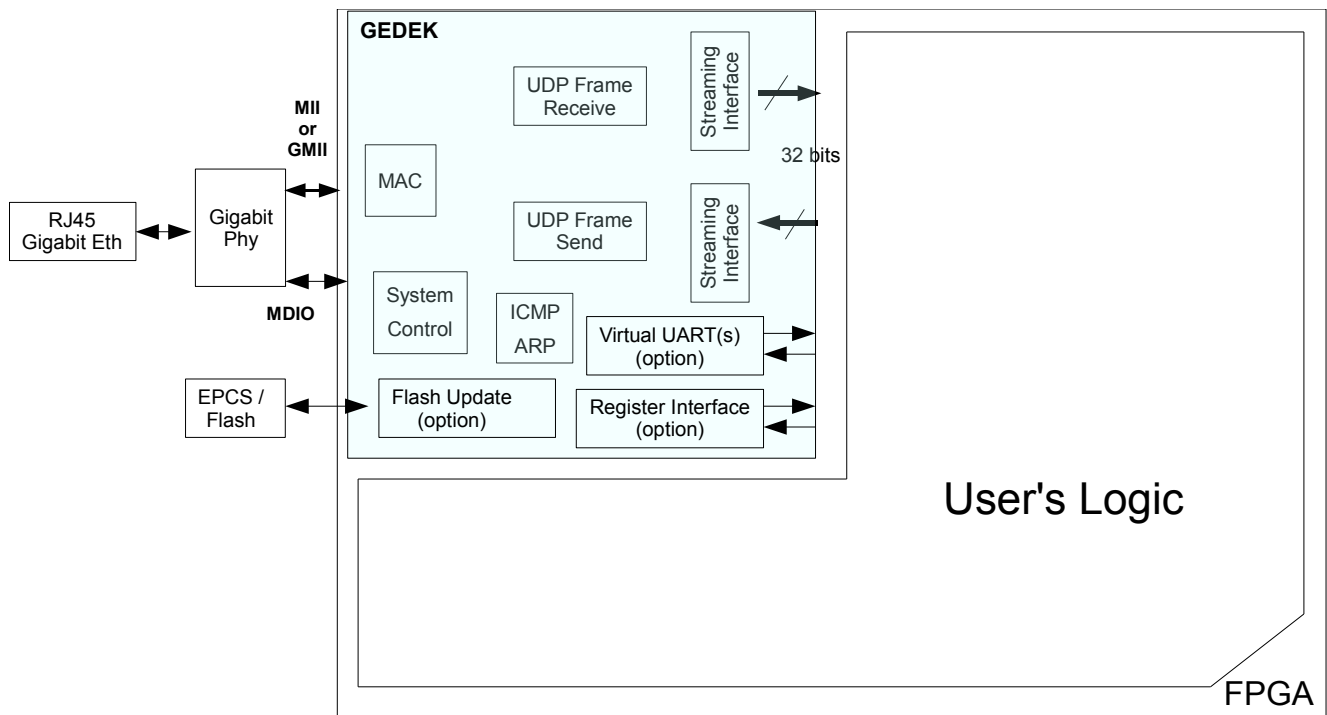 GEDEK
UDP Frame
Receive
Streaming
Interface
MII
or
GMII
32 bits
MAC
RJ45
Gigabit Eth
Gigabit
Phy
UDP Frame
Send
Streaming
Interface
MDIO
System
Control
ICMP
ARP
Virtual UART(s)
(option)
EPCS /
Flash
Flash Update
(option)
Register Interface
(option)
User's Logic
FPGA